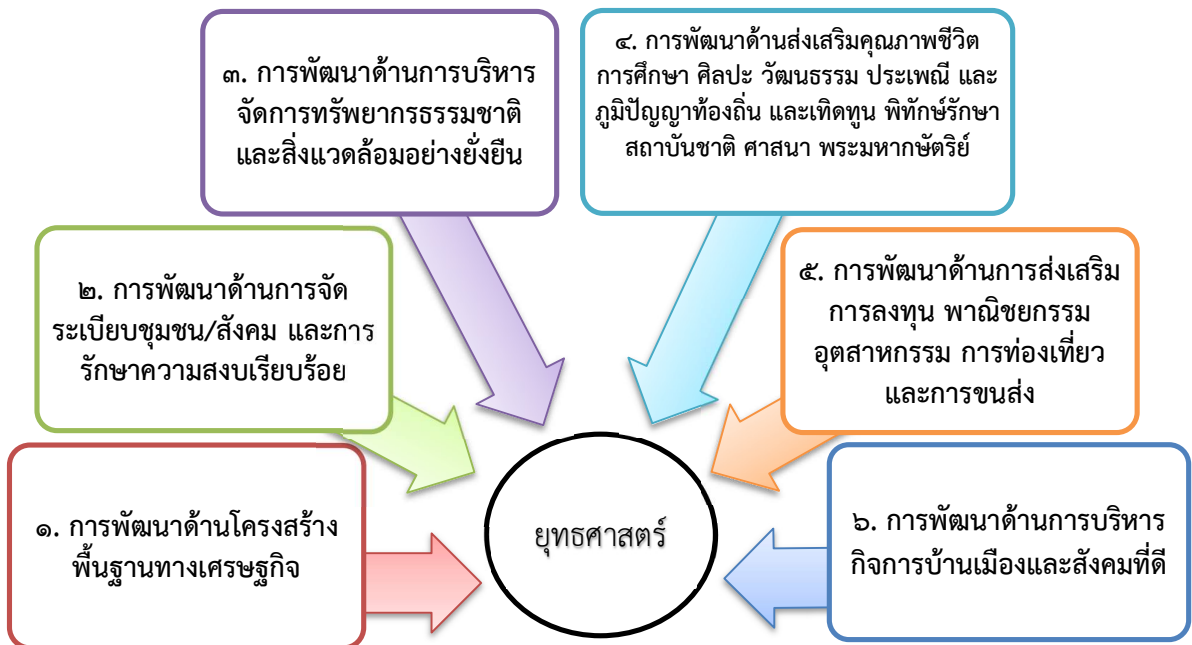 ๓. การพัฒนาด้านการบริหาร
จัดการทรัพยากรธรรมชาติ
และสิ่งแวดล้อมอย่างยั่งยืน
๔. การพัฒนาด้านส่งเสริมคุณภาพชีวิต
การศึกษา ศิลปะ วัฒนธรรม ประเพณี และ
ภูมิปัญญาท้องถิ่น และเทิดทูน พิทักษ์รักษา
สถาบันชาติ ศาสนา พระมหากษัตริย์
๒. การพัฒนาด้านการจัด
ระเบียบชุมชน/สังคม และการ
รักษาความสงบเรียบร้อย
๕. การพัฒนาด้านการส่งเสริม
การลงทุน พาณิชยกรรม
อุตสาหกรรม การท่องเที่ยว
และการขนส่ง
๑. การพัฒนาด้านโครงสร้าง
พื้นฐานทางเศรษฐกิจ
ยุทธศาสตร์
๖. การพัฒนาด้านการบริหาร
กิจการบ้านเมืองและสังคมที่ดี